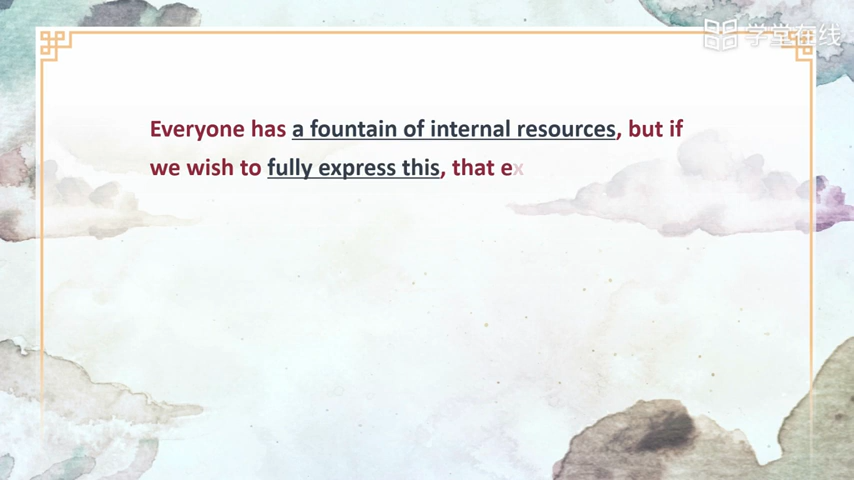 学堂在线
Everyone has a fountain of internal resources, but if
we wish to fully express this, that ex